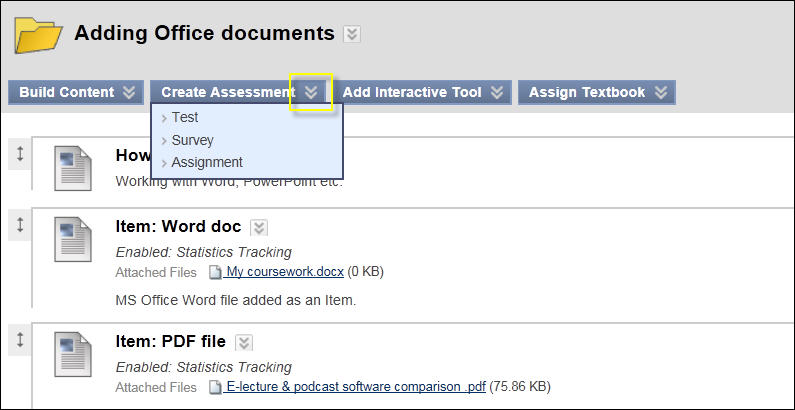 Adding Office documents
Build Content Create Assessment Add Interactive Tool Assign Textbook
Test
Survey
Assignment
How
Working with Word, PowerPoint etc.
Item: Word doc
Enabled: Statistics Tracking
Attached Files My coursework.docx (0 KB)
MS Office Word file added as an Item.
Item: PDF file
Enabled: Statistics Tracking
Attached Files E-lecture & podcast software comparison .pdf (75.86 KB)